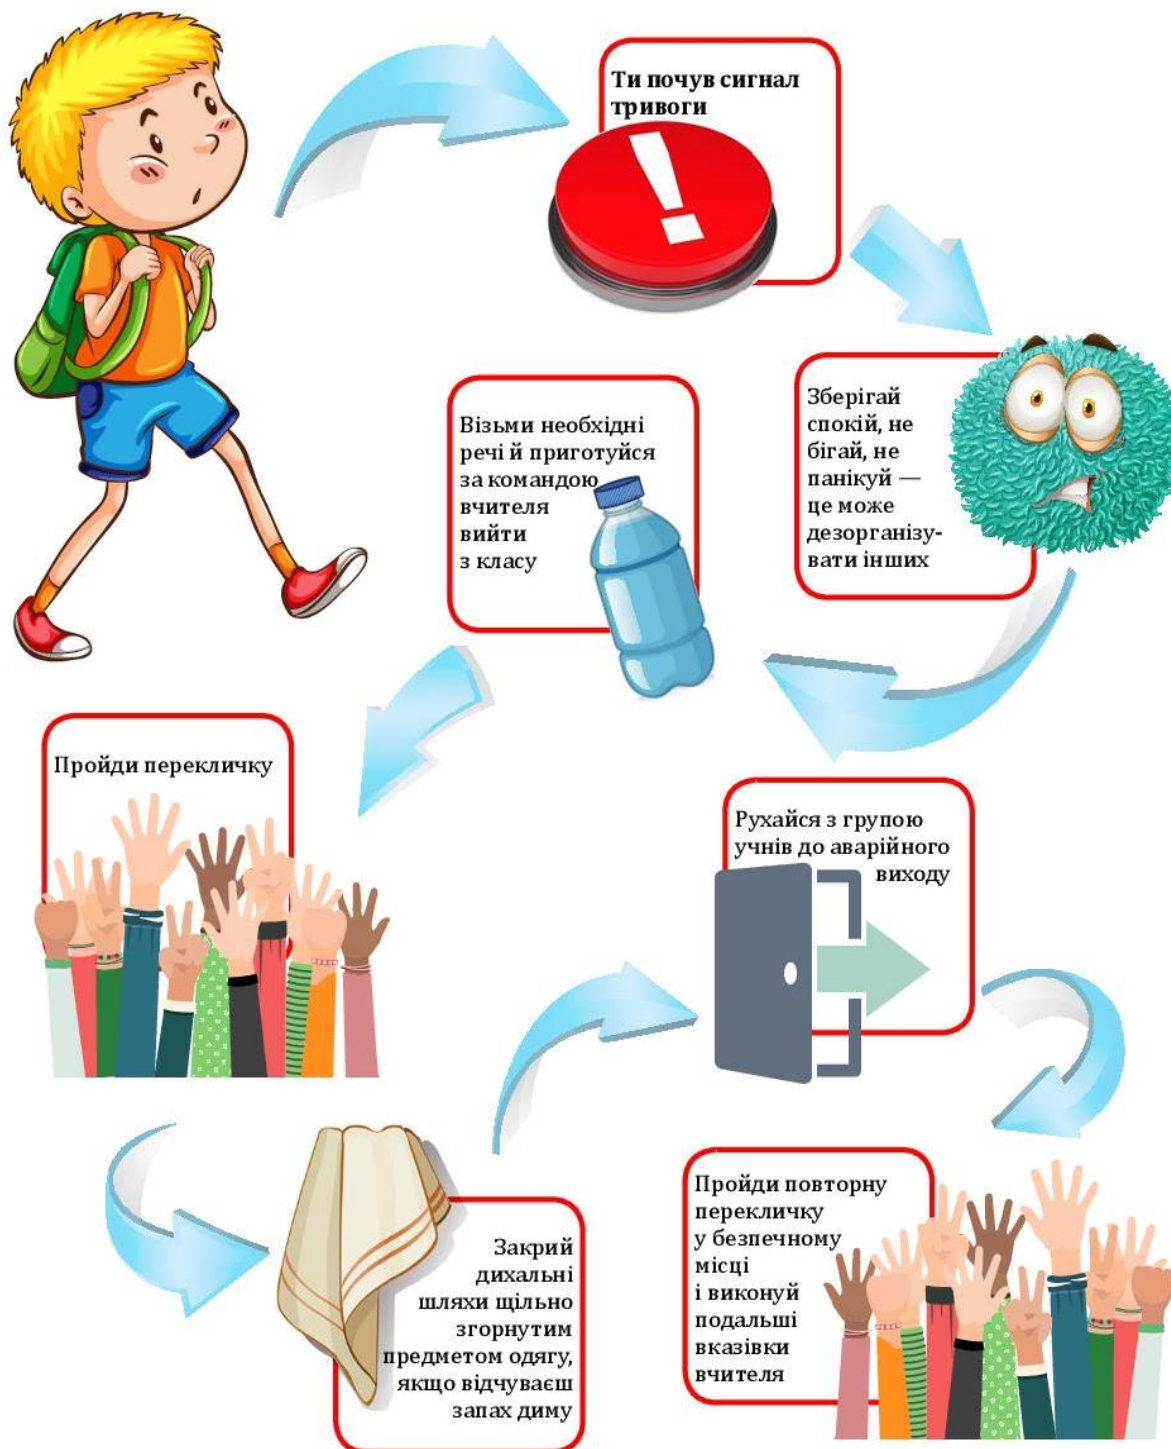 Ти почув сигнал
тривоги
Зберігай
спокій, не
бігай, не
панікуй —
це може
дезорганізу-
вати інших
Візьми необхідні
речі й приготуйся
за командою
вчителя
вийти
з класу
Пройди перекличку
Закрий
дихальні
шляхи щільно
згорнутим
предметом одягу,
якщо відчуваєш
запах диму
Рухайся з групою
учнів до аварійного
виходу
Пройди повторну
перекличку
у безпечному
місці
і виконуй
подальші
вказівки
вчителя